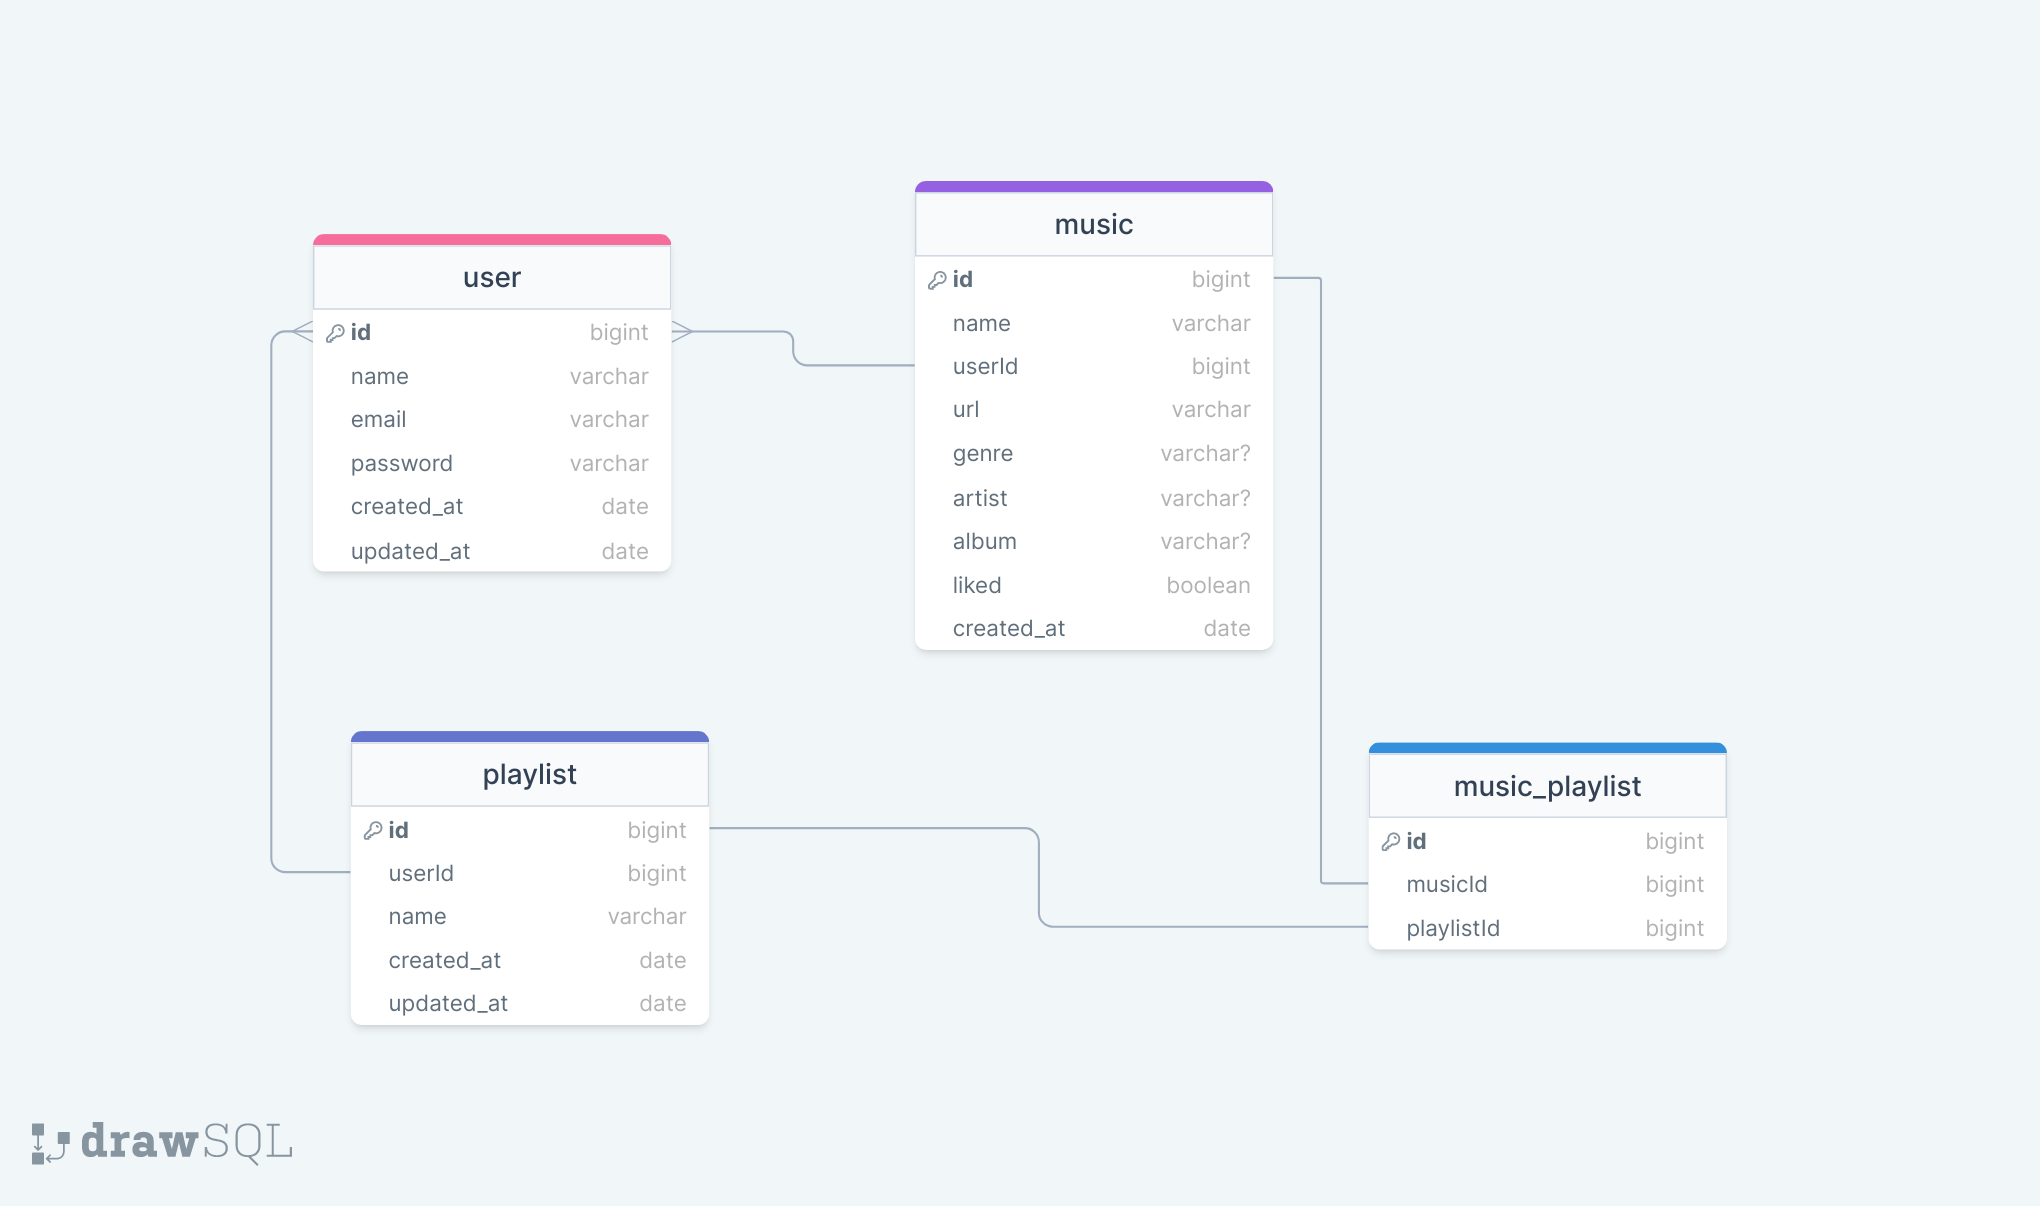 user
id bigint
name varchar
email varchar
password varchar
created_at date
updated_at date
music
id bigint
name varchar
userId bigint
url varchar
genre varchar?
artist varchar?
album varchar?
liked boolean
created_at date
playlist
id bigint
userId bigint
name varchar
created_at date
updated_at date
music_playlist
id bigint
musicId bigint
playlistId bigint
drawSQL